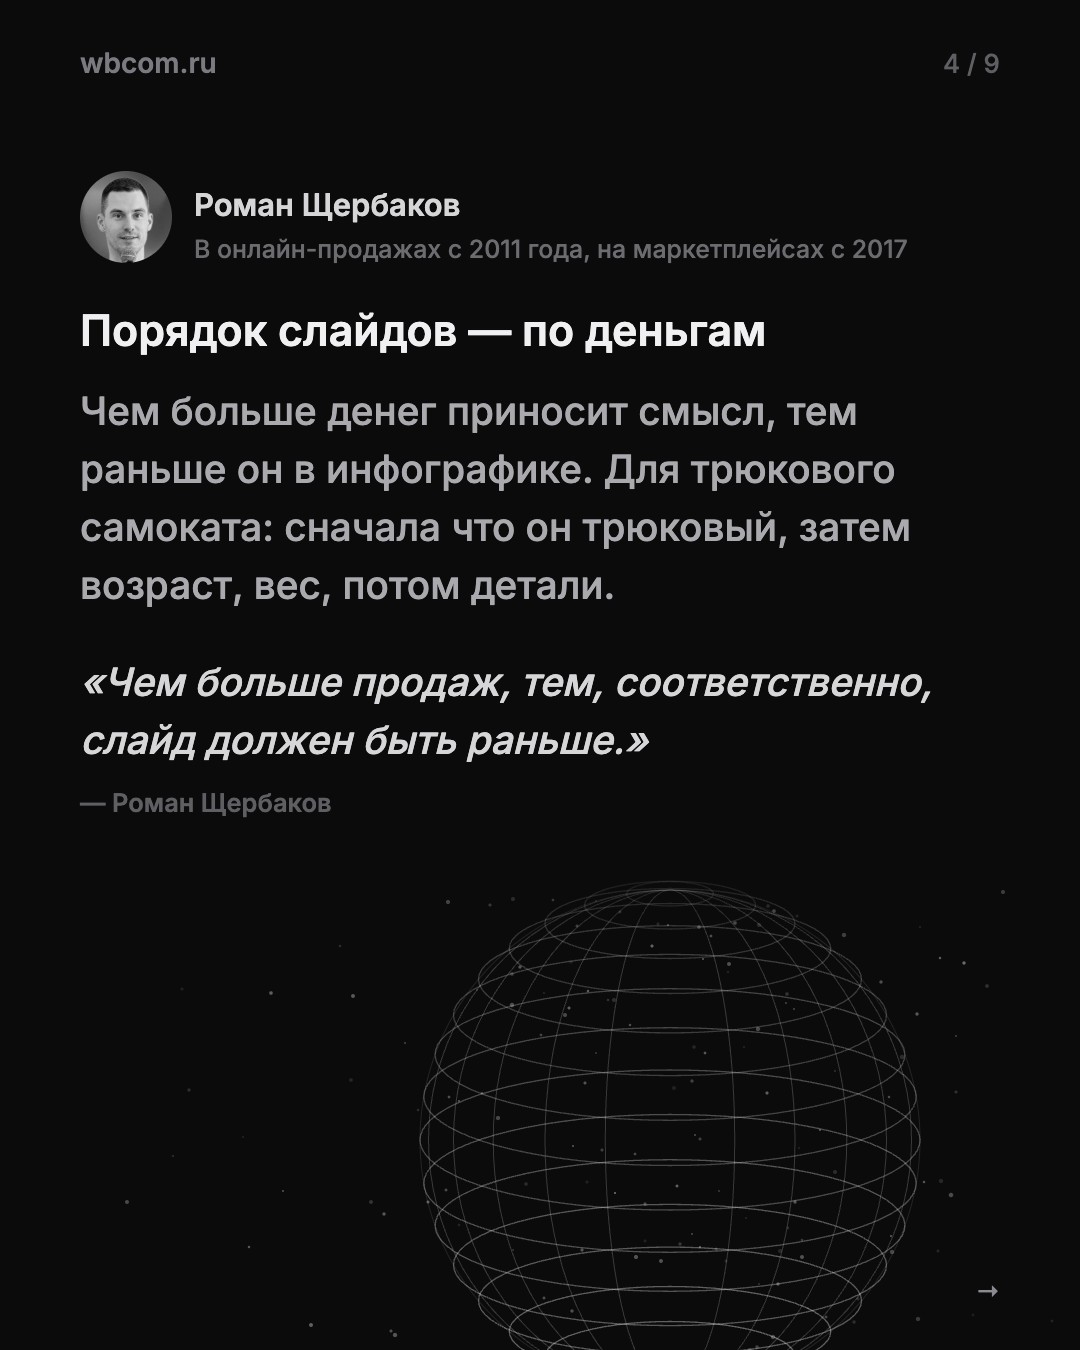 wbcom.ru
4 / 9
Роман Щербаков
В онлайн-продажах с 2011 года, на маркетплейсах с 2017
Порядок слайдов — по деньгам
Чем больше денег приносит смысл, тем
раньше он в инфографике. Для трюкового
самоката: сначала что он трюковый, затем
возраст, вес, потом детали.
«Чем больше продаж, тем, соответственно,
слайд должен быть раньше.»
— Роман Щербаков
→